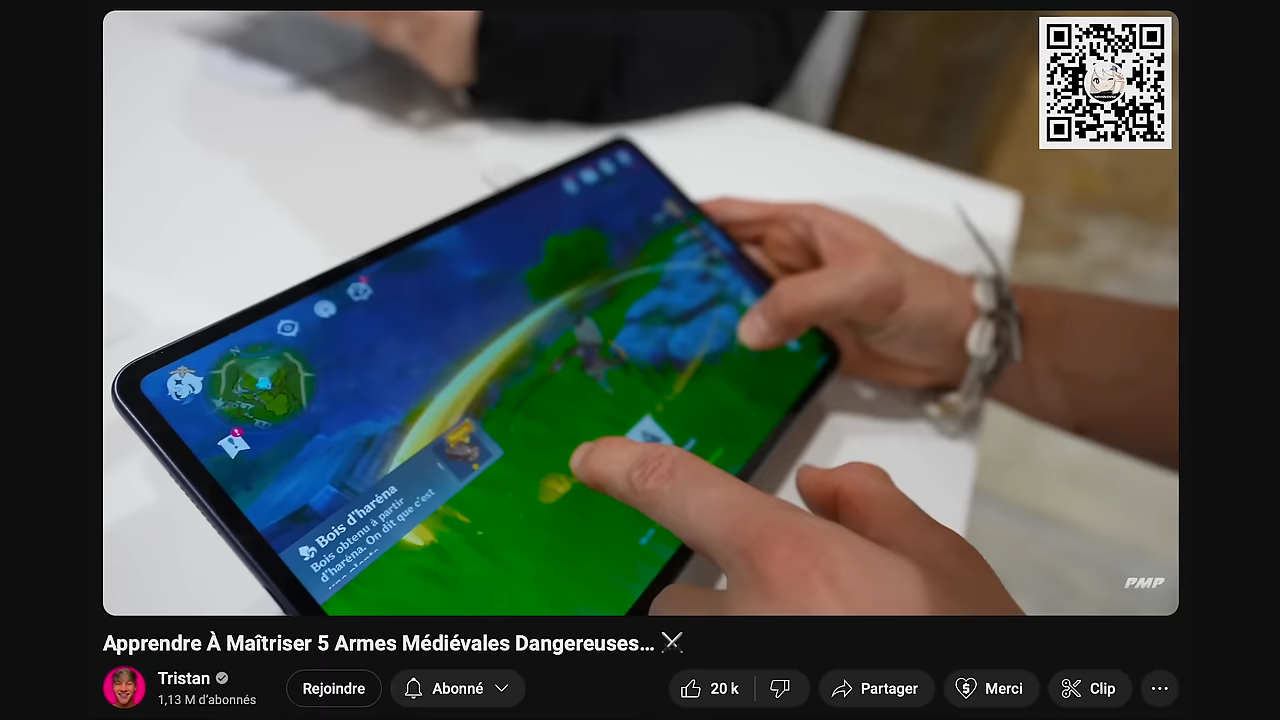 N
Bois d'haréna
Bois obtenu à partir
d'haréna. On dit que c'est
PMP
Apprendre À Maîtriser 5 Armes Médiévales Dangereuses... ⚔
Tristan
1,13 M d'abonnés
Rejoindre
Abonné
20 k
Partager
Merci
Clip